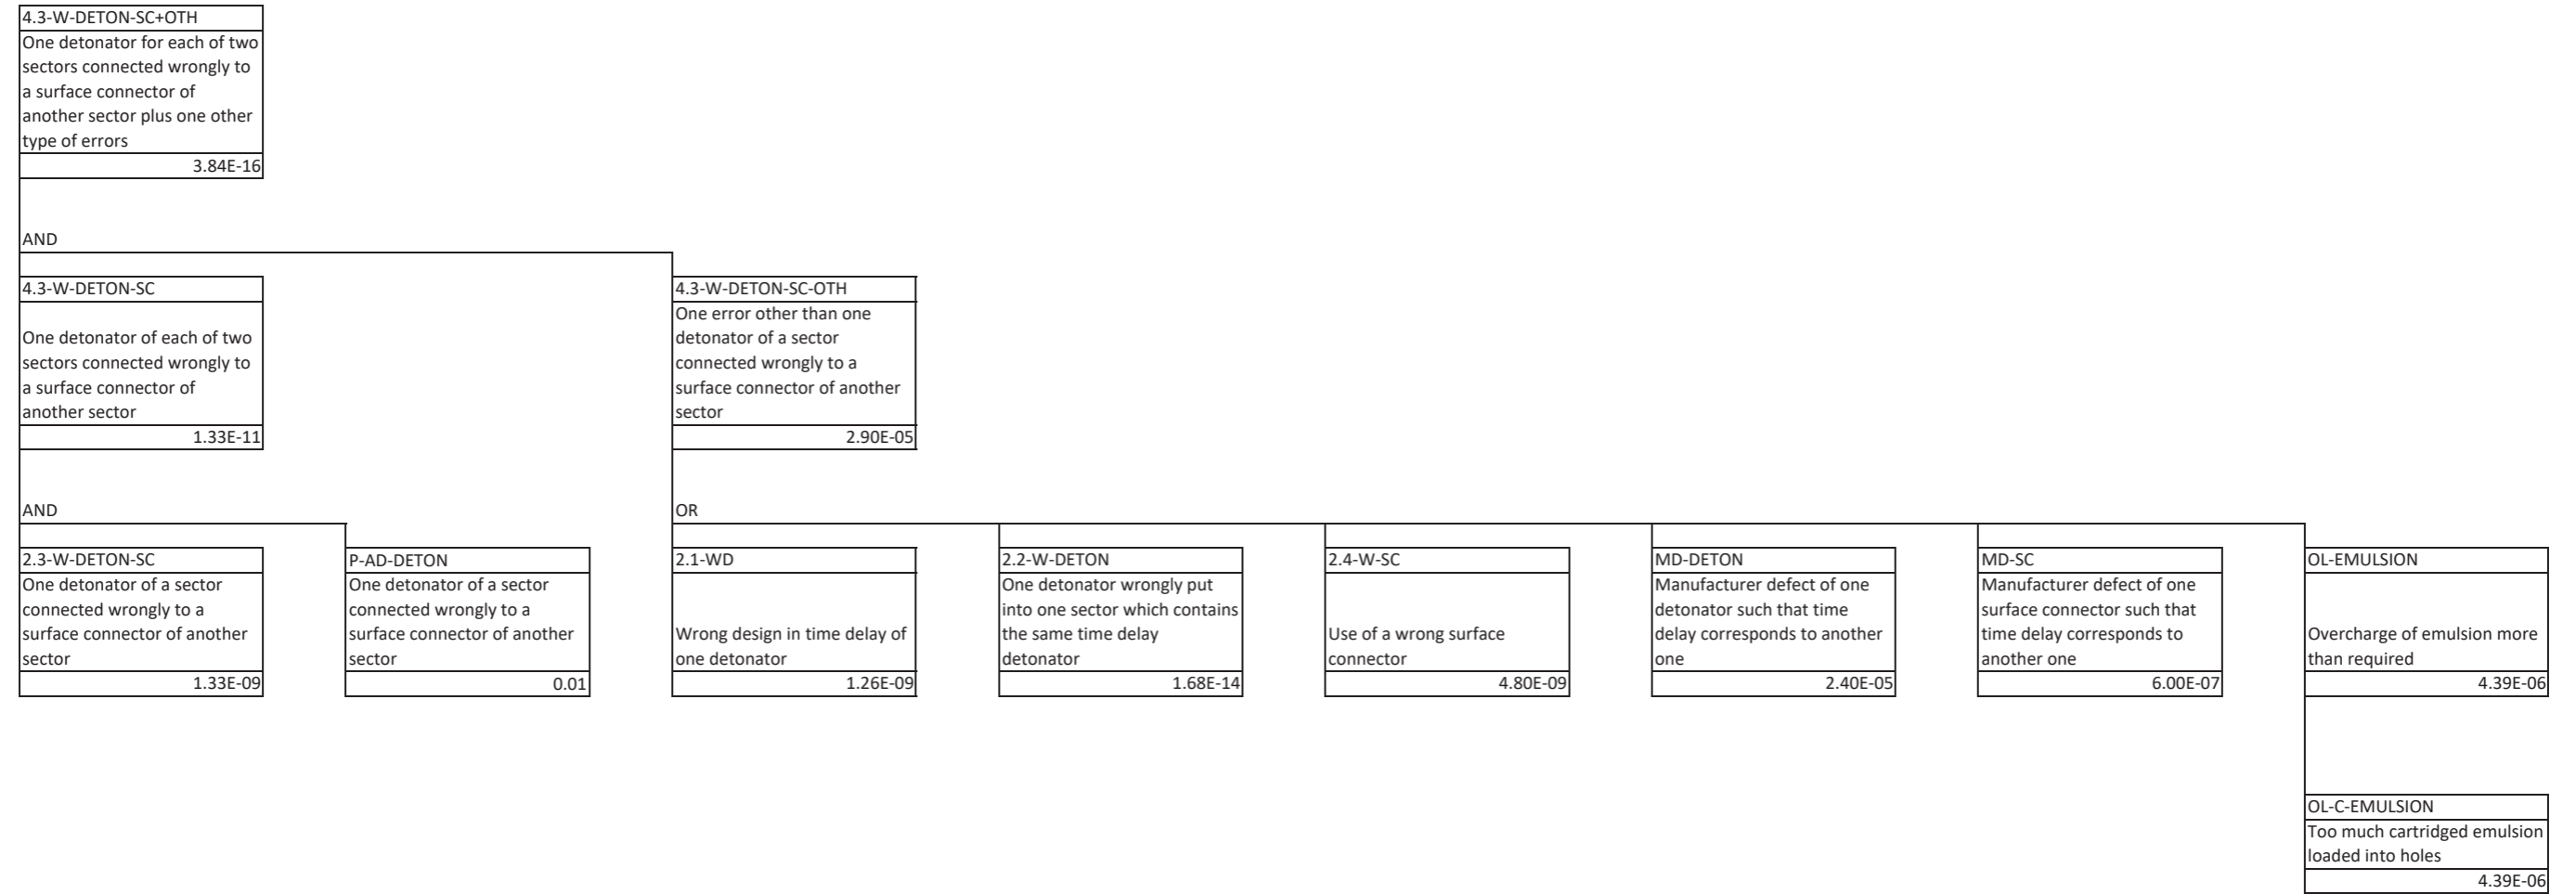 4.3-W-DETON-SC+OTH
One detonator for each of two
sectors connected wrongly to
a surface connector of
another sector plus one other
type of errors
3.84E-16
AND
4.3-W-DETON-SC
One detonator of each of two
sectors connected wrongly to
a surface connector of
another sector
1.33E-11
4.3-W-DETON-SC-OTH
One error other than one
detonator of a sector
connected wrongly to a
surface connector of another
sector
2.90E-05
AND
OR
2.3-W-DETON-SC
One detonator of a sector
connected wrongly to a
surface connector of another
sector
1.33E-09
P-AD-DETON
One detonator of a sector
connected wrongly to a
surface connector of another
sector
0.01
2.1-WD
Wrong design in time delay of
one detonator
1.26E-09
2.2-W-DETON
One detonator wrongly put
into one sector which contains
the same time delay
detonator
1.68E-14
2.4-W-SC
Use of a wrong surface
connector
4.80E-09
MD-DETON
Manufacturer defect of one
detonator such that time
delay corresponds to another
one
2.40E-05
MD-SC
Manufacturer defect of one
surface connector such that
time delay corresponds to
another one
6.00E-07
OL-EMULSION
Overcharge of emulsion more
than required
4.39E-06
OL-C-EMULSION
Too much cartridged emulsion
loaded into holes
4.39E-06